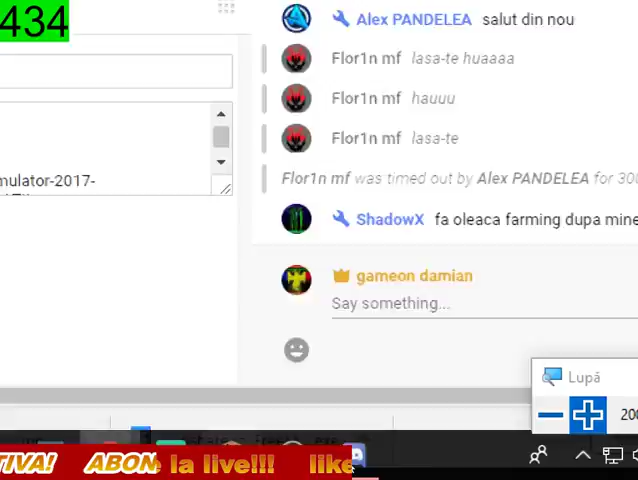 434
Alex PANDELEA salut din nou
Flor1n mf lasa-te huaaaa
Flor1n mf hauuu
Flor1n mf lasa-te
mulator-2017-
Flor1n mf was timed out by Alex PANDELEA for 300
ShadowX fa oleaca farming dupa mine
gameon damian
Say something...
Lupă
200
TIVA! ABON e la live!!! like